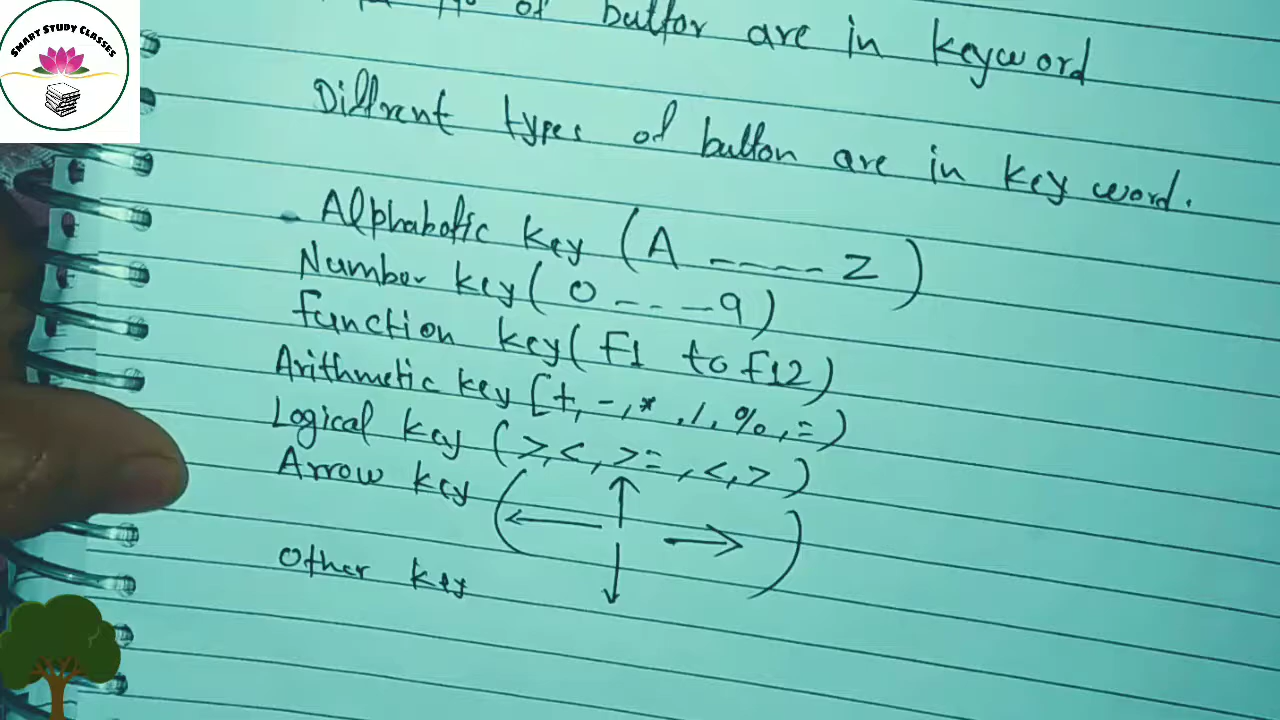 SMART STUDY CLASSES
of button are in keyword
Diffrent types of button are in key word.
Alphabetic key (A ---- Z)
Number key( 0 --- 9)
Function key( F1 to F12)
Arithmetic key [+, -, *, /, %, =)
Logical key ( >, <, >=, <, > )
Arrow key ( ← ↑ ↓ → )
Other key